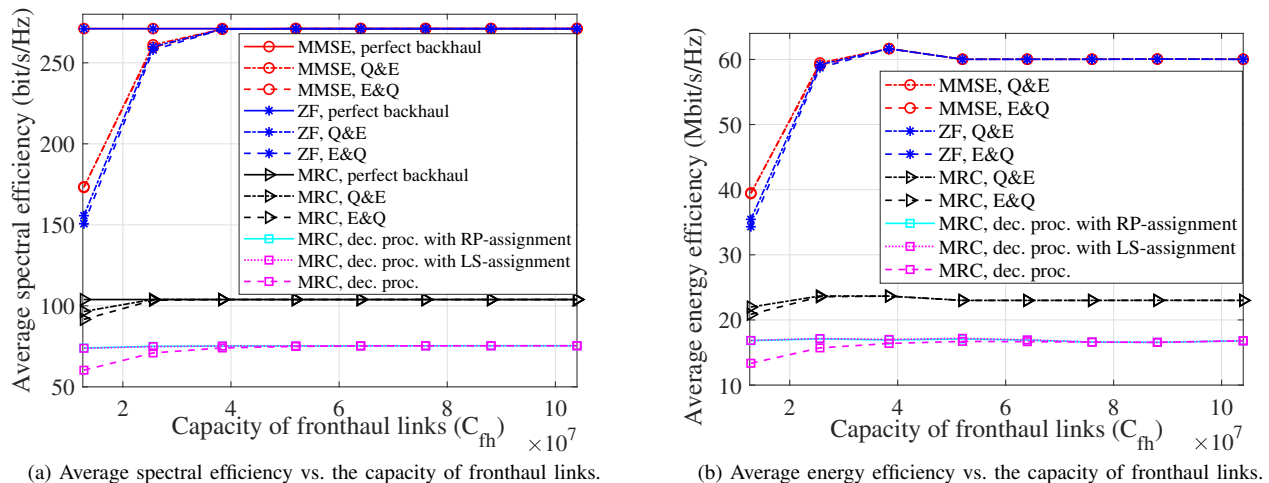 Average spectral efficiency (bit/s/Hz)
250
200
150
100
50
MMSE, perfect backhaul
MMSE, Q&E
MMSE, E&Q
ZF, perfect backhaul
ZF, Q&E
ZF, E&Q
MRC, perfect backhaul
MRC, Q&E
MRC, E&Q
MRC, dec. proc. with RP-assignment
MRC, dec. proc. with LS-assignment
MRC, dec. proc.
2 4 6 8 10
Capacity of fronthaul links (C_fh)
×10^7
(a) Average spectral efficiency vs. the capacity of fronthaul links.
Average energy efficiency (Mbit/s/Hz)
60
50
40
30
20
10
MMSE, Q&E
MMSE, E&Q
ZF, Q&E
ZF, E&Q
MRC, Q&E
MRC, E&Q
MRC, dec. proc. with RP-assignment
MRC, dec. proc. with LS-assignment
MRC, dec. proc.
2 4 6 8 10
Capacity of fronthaul links (C_fh)
×10^7
(b) Average energy efficiency vs. the capacity of fronthaul links.